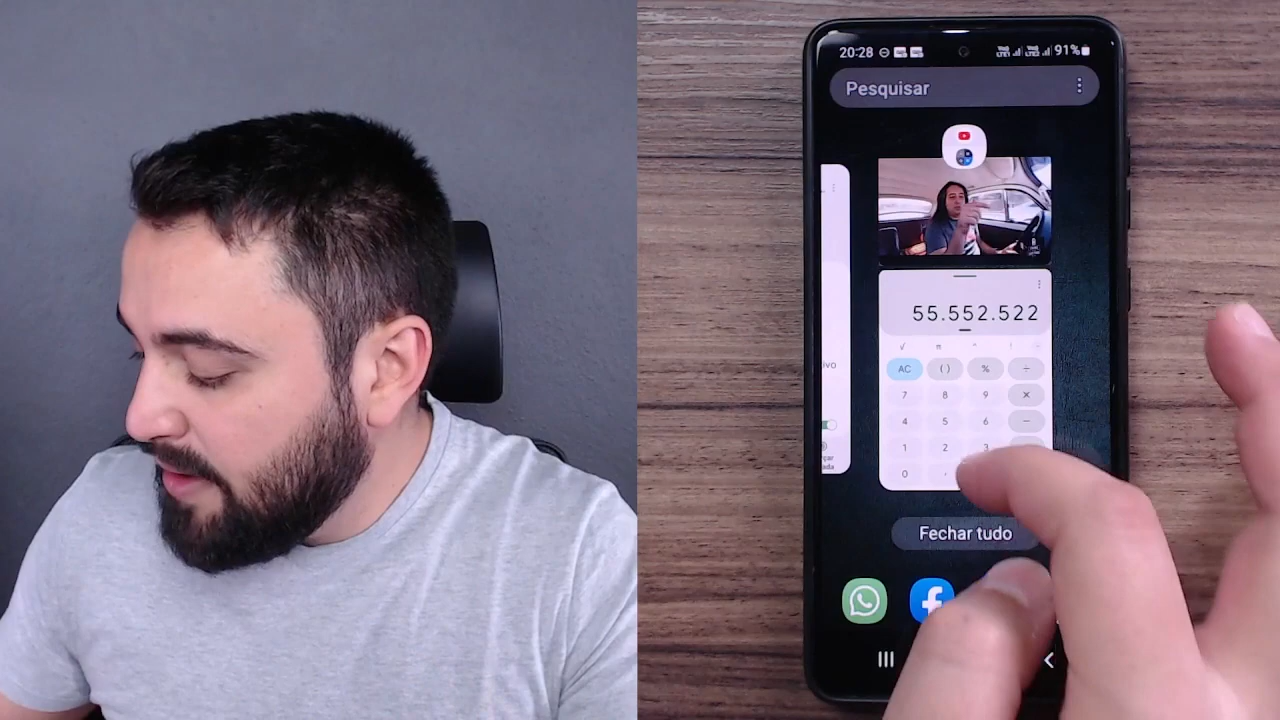 20:28 91%
Pesquisar
55.552.522
√ π ^ !
AC () % ÷
7 8 9 ×
4 5 6 −
1 2 3
0 .
Fechar tudo